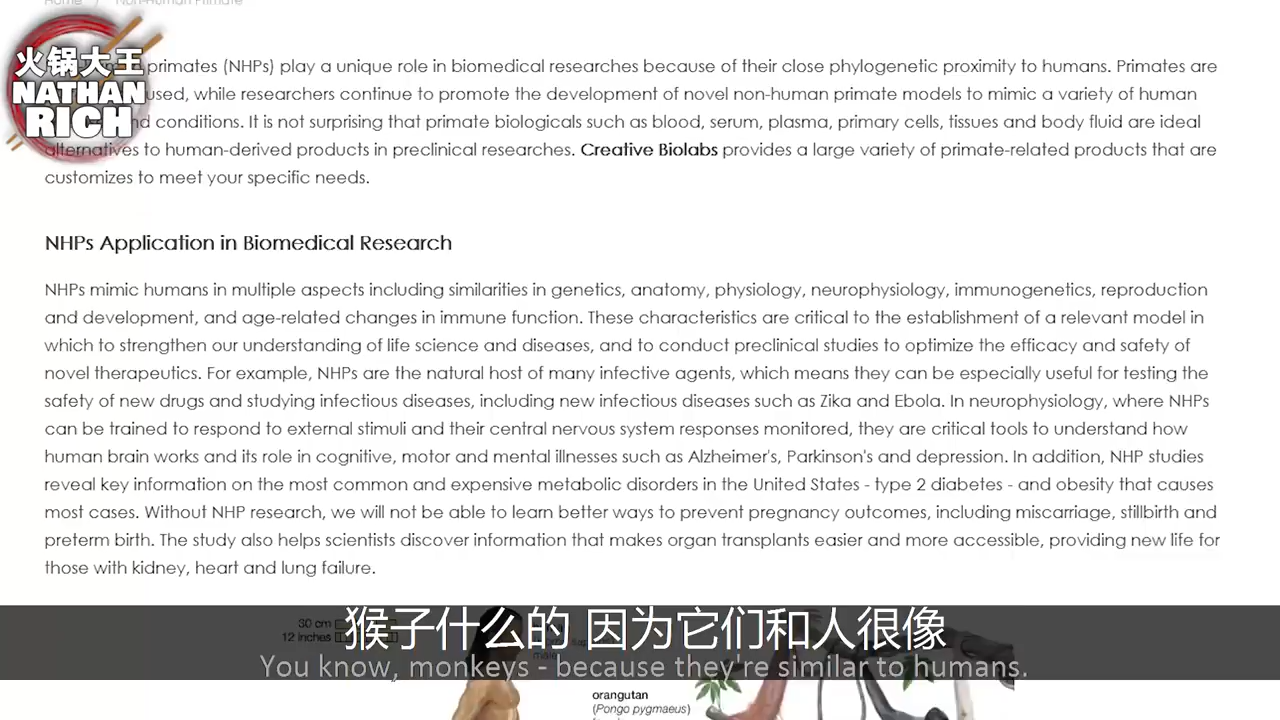 Home / Non-Human Primate
火锅大王
NATHAN
RICH
primates (NHPs) play a unique role in biomedical researches because of their close phylogenetic proximity to humans. Primates are
used, while researchers continue to promote the development of novel non-human primate models to mimic a variety of human
nd conditions. It is not surprising that primate biologicals such as blood, serum, plasma, primary cells, tissues and body fluid are ideal
alternatives to human-derived products in preclinical researches. Creative Biolabs provides a large variety of primate-related products that are
customizes to meet your specific needs.
NHPs Application in Biomedical Research
NHPs mimic humans in multiple aspects including similarities in genetics, anatomy, physiology, neurophysiology, immunogenetics, reproduction
and development, and age-related changes in immune function. These characteristics are critical to the establishment of a relevant model in
which to strengthen our understanding of life science and diseases, and to conduct preclinical studies to optimize the efficacy and safety of
novel therapeutics. For example, NHPs are the natural host of many infective agents, which means they can be especially useful for testing the
safety of new drugs and studying infectious diseases, including new infectious diseases such as Zika and Ebola. In neurophysiology, where NHPs
can be trained to respond to external stimuli and their central nervous system responses monitored, they are critical tools to understand how
human brain works and its role in cognitive, motor and mental illnesses such as Alzheimer's, Parkinson's and depression. In addition, NHP studies
reveal key information on the most common and expensive metabolic disorders in the United States - type 2 diabetes - and obesity that causes
most cases. Without NHP research, we will not be able to learn better ways to prevent pregnancy outcomes, including miscarriage, stillbirth and
preterm birth. The study also helps scientists discover information that makes organ transplants easier and more accessible, providing new life for
those with kidney, heart and lung failure.
30 cm
12 inches
猴子什么的 因为它们和人很像
You know, monkeys - because they're similar to humans.
orangutan
(Pongo pygmaeus)